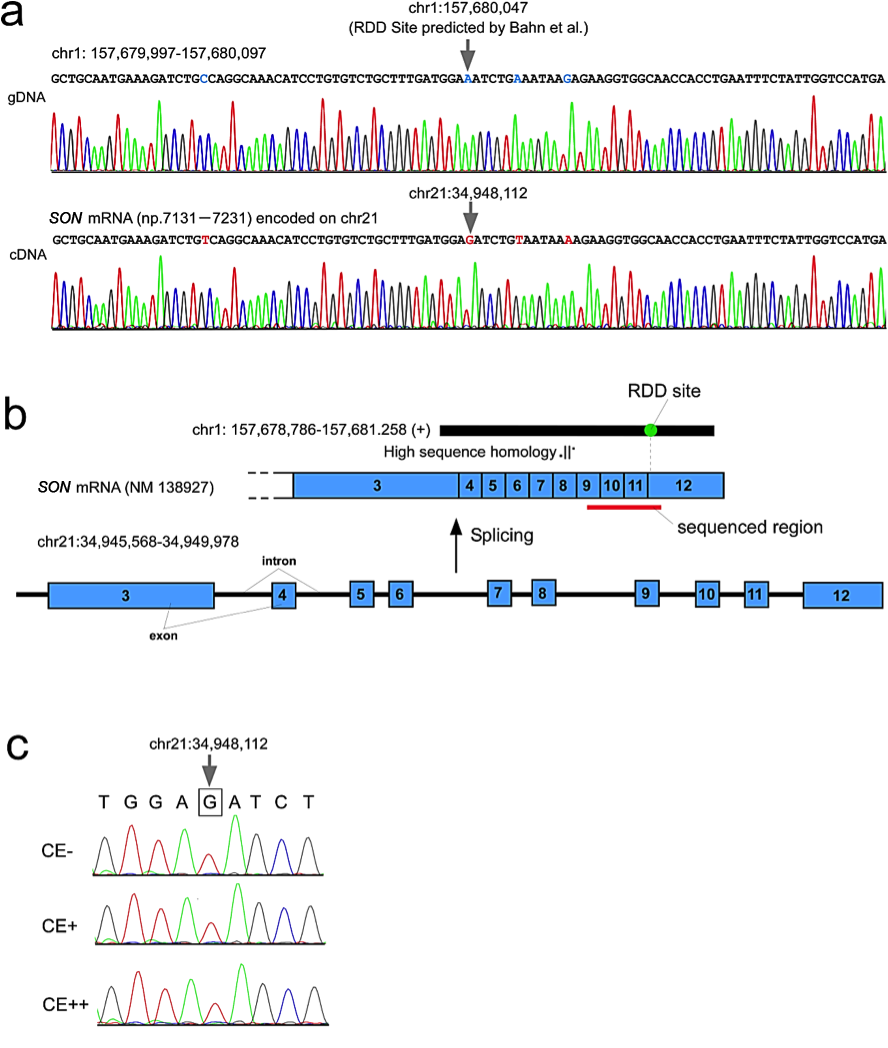 a
chr1:157,680,047
(RDD Site predicted by Bahn et al.)
chr1: 157,679,997-157,680,097
GCTGCAATGAAAGATCTGCCAGGCAAACATCCTGTGTCTGCTTTGATGGAAATCTGAAATAAGAGAAGGTGGCAACCACCTGAATTTCTATTGGTCCATGA
gDNA
chr21:34,948,112
SON mRNA (np.7131—7231) encoded on chr21
GCTGCAATGAAAGATCTGTCAGGCAAACATCCTGTGTCTGCTTTGATGGAGATCTGTAATAAAAGAAGGTGGCAACCACCTGAATTTCTATTGGTCCATGA
cDNA
b
RDD site
chr1: 157,678,786-157,681.258 (+)
High sequence homology
SON mRNA (NM 138927)
3 4 5 6 7 8 9 10 11 12
sequenced region
Splicing
chr21:34,945,568-34,949,978
intron
3 4 5 6 7 8 9 10 11 12
exon
c
chr21:34,948,112
T G G A G A T C T
CE-
CE+
CE++